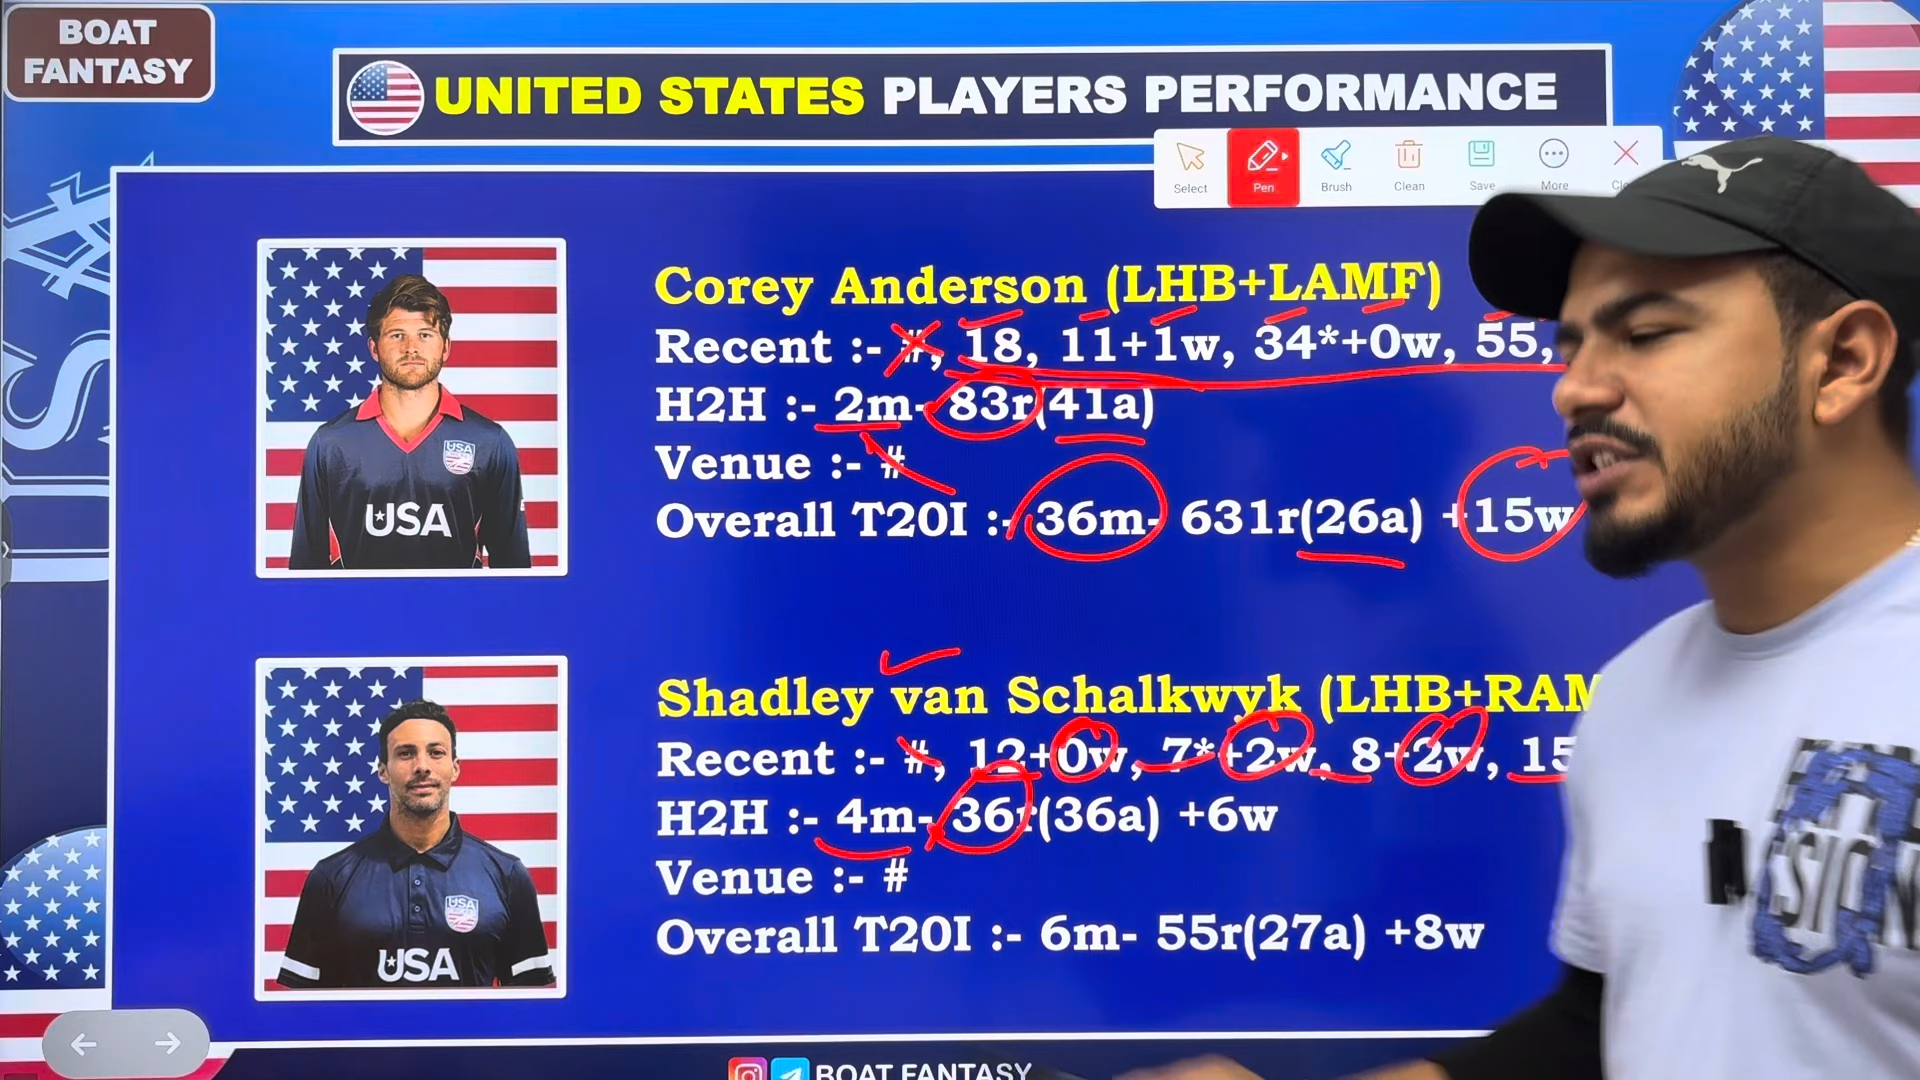 BOAT
FANTASY
UNITED STATES PLAYERS PERFORMANCE
Select
Pen
Brush
Clean
Save
More
Corey Anderson (LHB+LAMF)
Recent :- #, 18, 11+1w, 34*+0w, 55,
H2H :- 2m- 83r(41a)
Venue :- #
Overall T20I :- 36m- 631r(26a) +15w
USA
USA
Shadley van Schalkwyk (LHB+RAM
Recent :- #, 12+0w, 7*+2w, 8+2w, 15
H2H :- 4m- 36r(36a) +6w
Venue :- #
Overall T20I :- 6m- 55r(27a) +8w
USA
USA
BOAT FANTASY